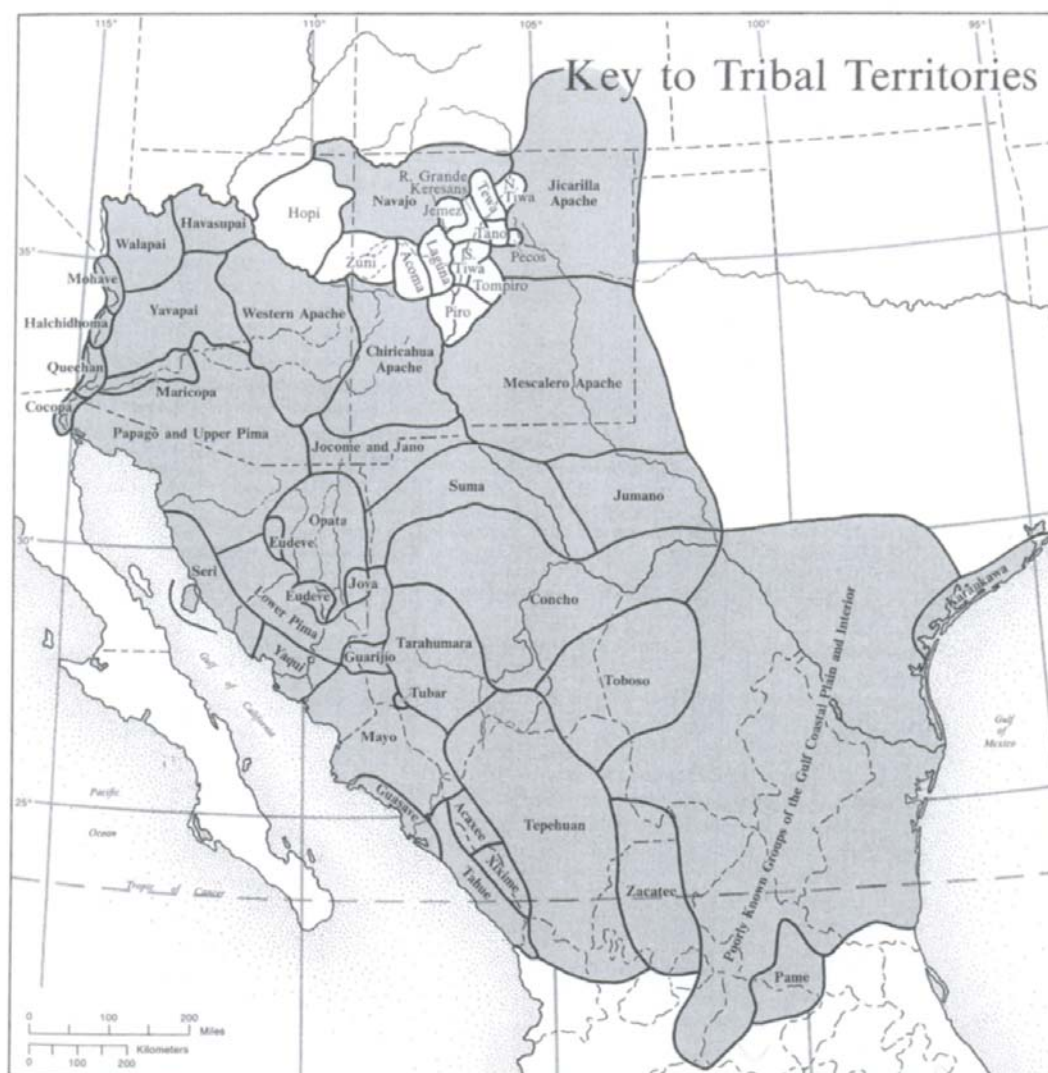 115°
110°
105°
100°
95°
Key to Tribal Territories
R. Grande
Keresans
Navajo
Tewa
Tiwa
Jicarilla
Apache
Hopi
Jemez
Havasupai
Walapai
Tano
Pecos
35°
Zuni
Acoma
Laguna
S.
Tiwa
Tompiro
Mohave
Piro
Yavapai
Western Apache
Halchidhoma
Chiricahua
Apache
Quechan
Maricopa
Mescalero Apache
Cocopa
Papago and Upper Pima
Jocome and Jano
Suma
Jumano
Opata
Eudeve
30°
Seri
Jova
Eudeve
Lower Pima
Concho
Karankawa
Tarahumara
Guarijio
Yaqui
Toboso
Tubar
Gulf
of
California
Mayo
Poorly Known Groups of the Gulf Coastal Plain and Interior
Gulf
of
Mexico
25°
Pacific
Ocean
Guasave
Acaxee
Tepehuan
Xixime
Tahue
Tropic of Cancer
Zacatec
Pame
0 100 200
Miles
0 100 200
Kilometers